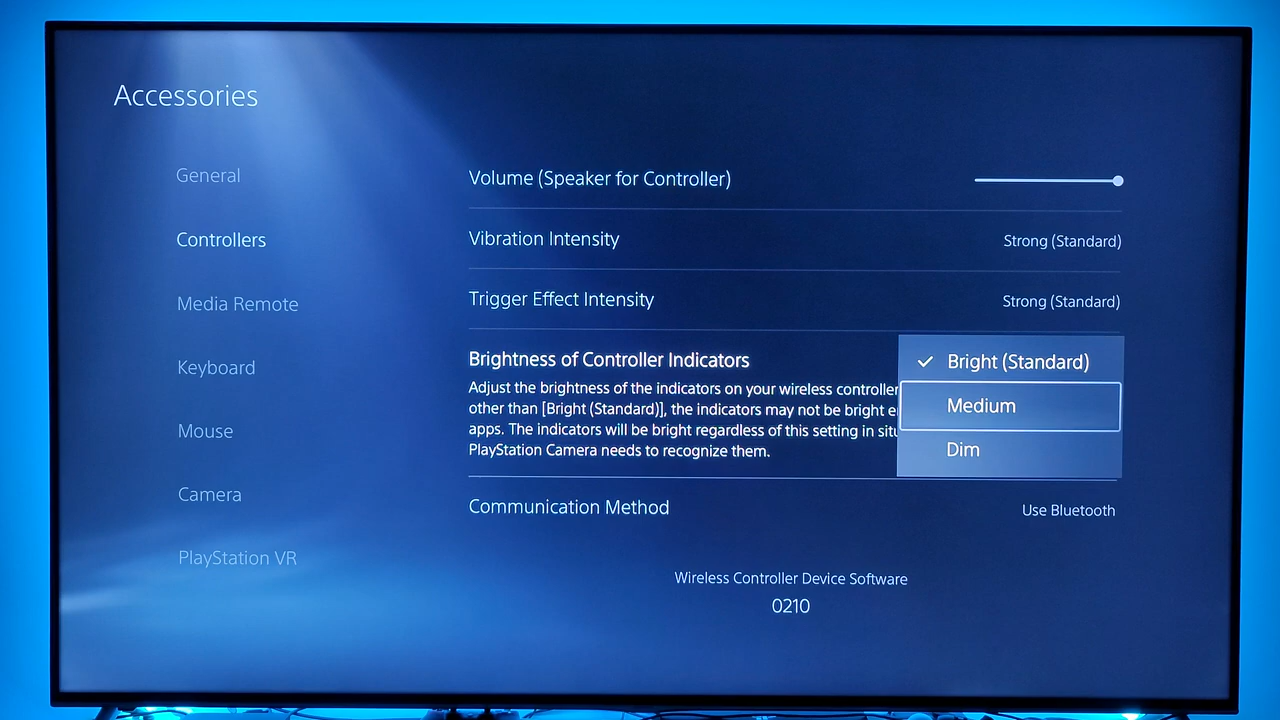 Accessories
General
Controllers
Media Remote
Keyboard
Mouse
Camera
PlayStation VR
Volume (Speaker for Controller)
Vibration Intensity
Strong (Standard)
Trigger Effect Intensity
Strong (Standard)
Brightness of Controller Indicators
Adjust the brightness of the indicators on your wireless controller
other than [Bright (Standard)], the indicators may not be bright
apps. The indicators will be bright regardless of this setting in
PlayStation Camera needs to recognize them.
Bright (Standard)
Medium
Dim
Communication Method
Use Bluetooth
Wireless Controller Device Software
0210